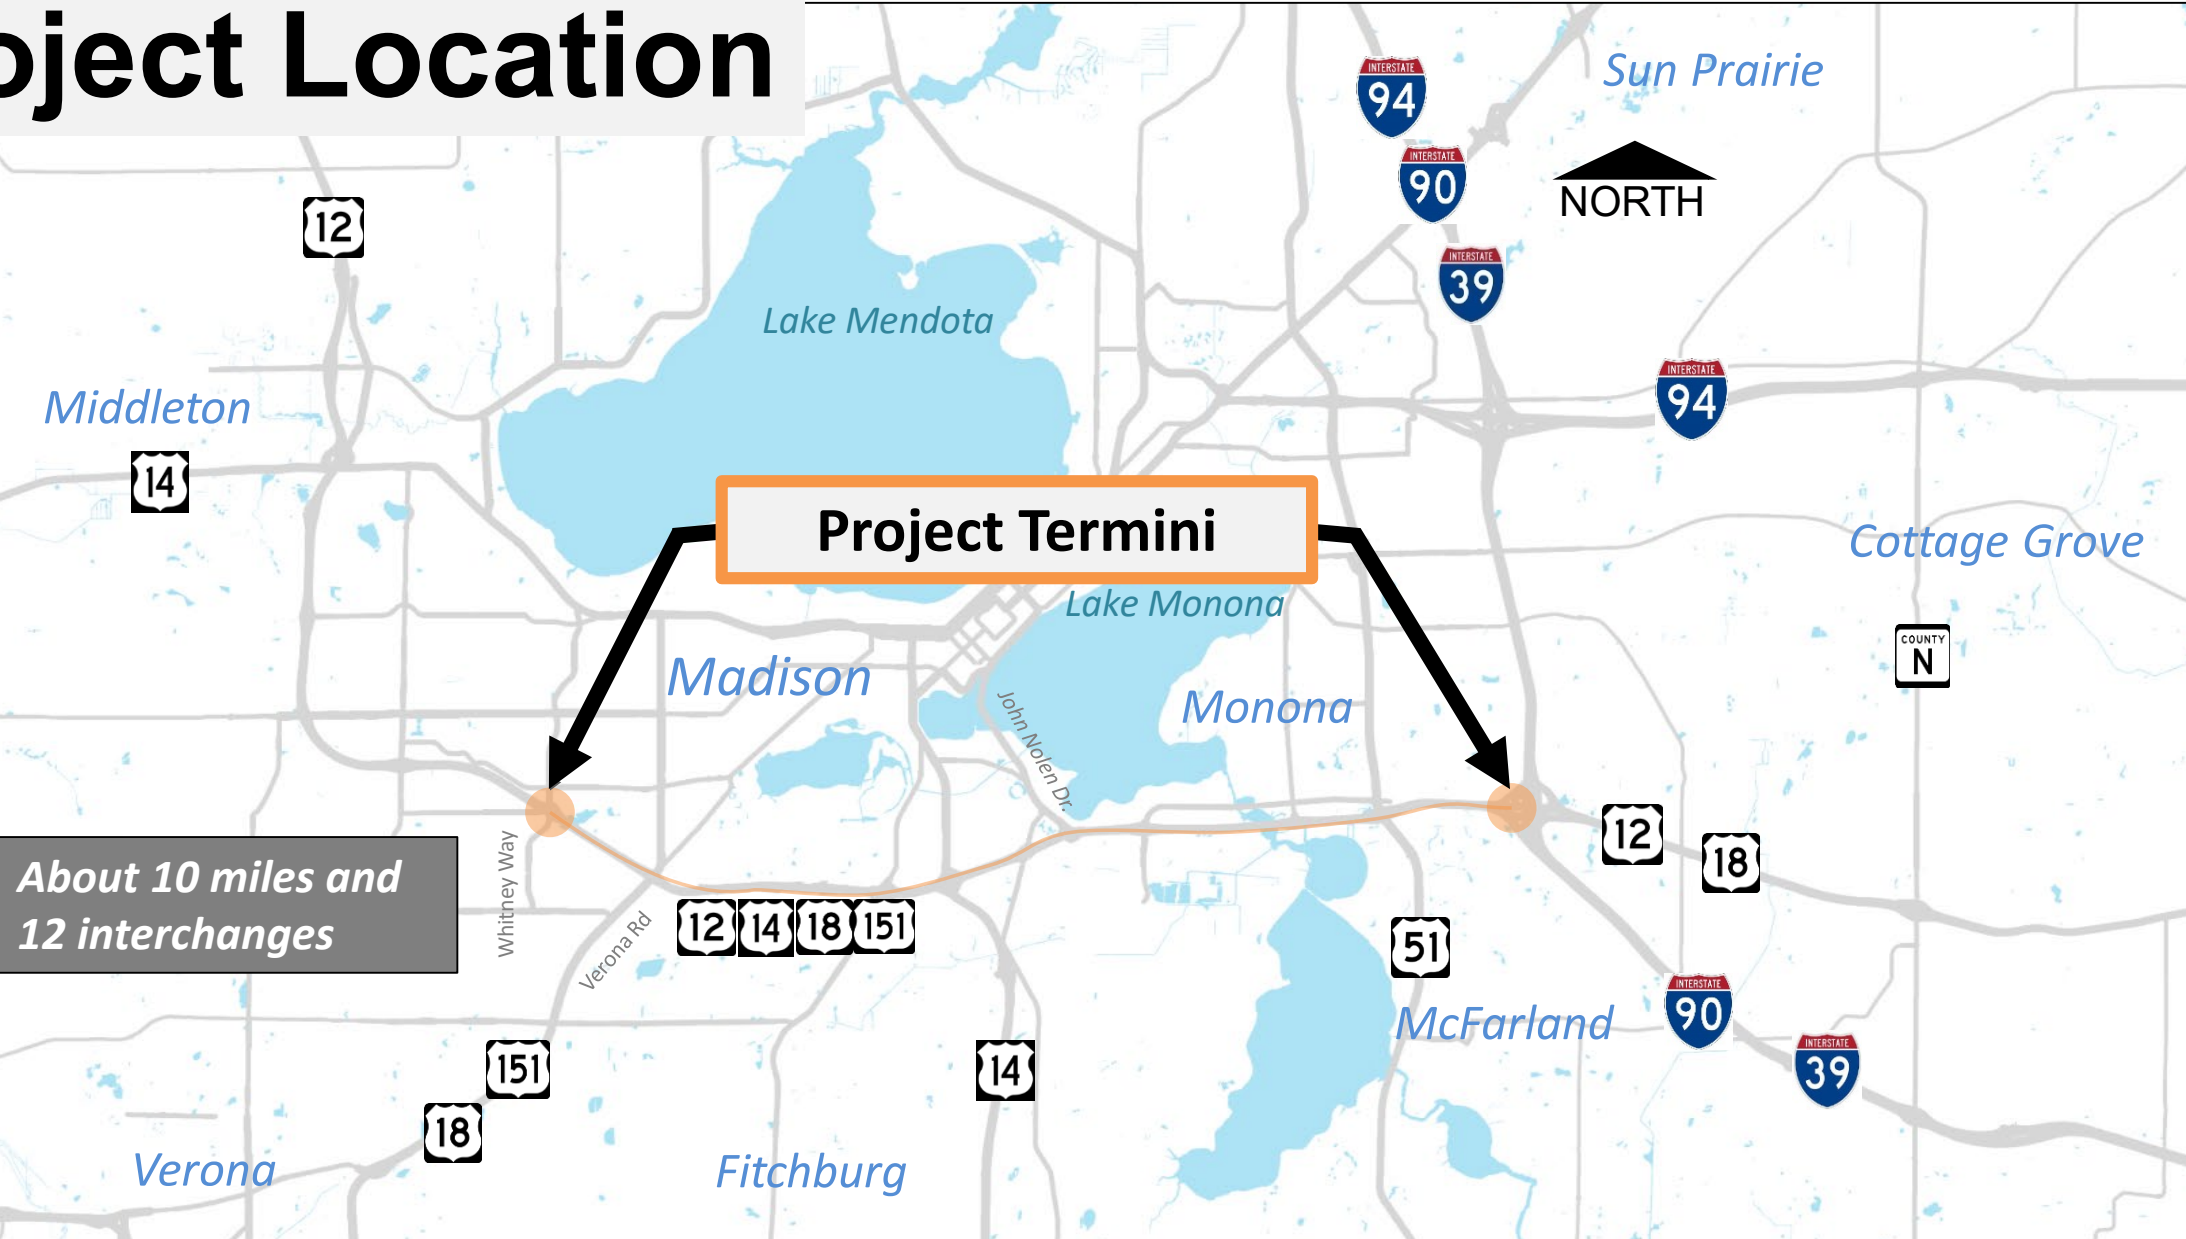 oject Location
INTERSTATE
94
Sun Prairie
INTERSTATE
90
NORTH
12
INTERSTATE
39
Lake Mendota
INTERSTATE
94
Middleton
14
Project Termini
Cottage Grove
Lake Monona
COUNTY
N
Madison
Monona
John Nolen Dr.
12
18
About 10 miles and
12 interchanges
Whitney Way
Verona Rd
12 14 18 151
51
INTERSTATE
90
McFarland
151
14
INTERSTATE
39
18
Verona
Fitchburg